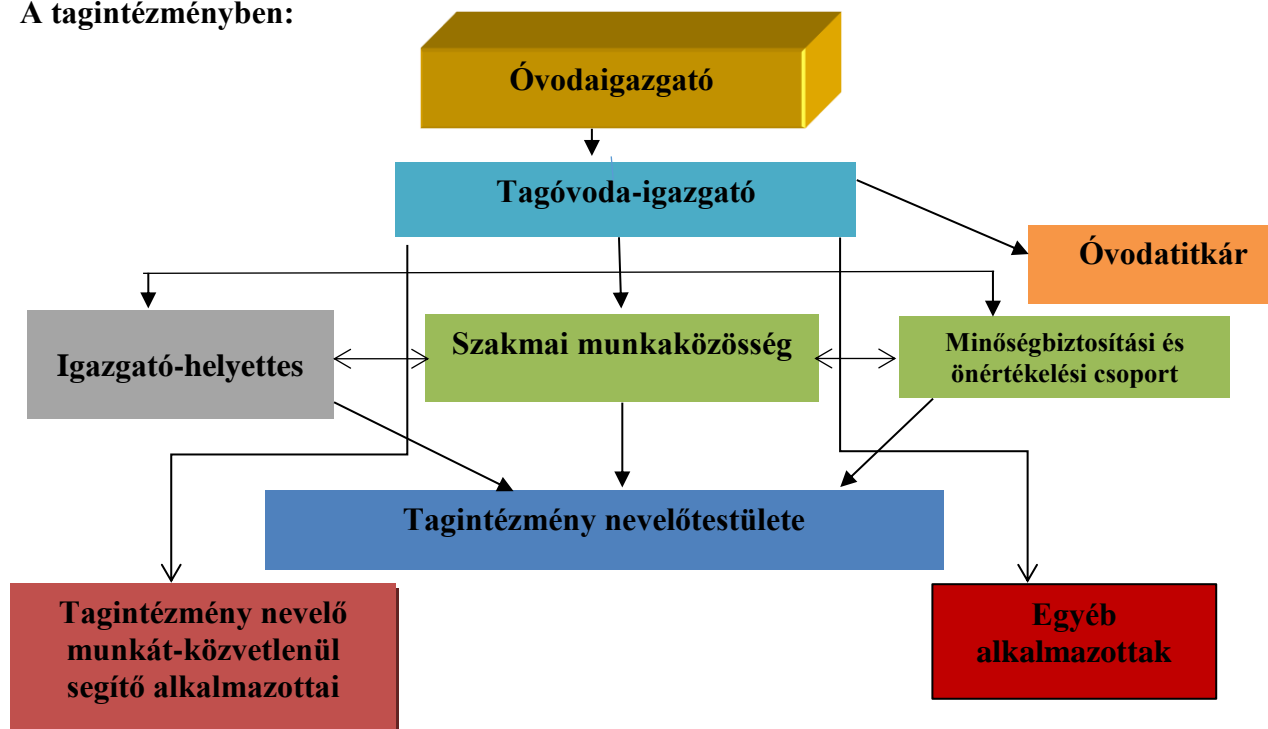 A tagintézményben:
Óvodaigazgató
Tagóvoda-igazgató
Óvodatitkár
Igazgató-helyettes
Szakmai munkaközösség
Minőségbiztosítási és
önértékelési csoport
Tagintézmény nevelőtestülete
Tagintézmény nevelő
munkát-közvetlenül
segítő alkalmazottai
Egyéb
alkalmazottak